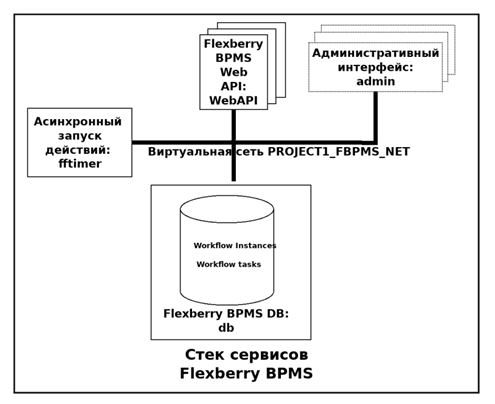 Flexberry
BPMS
Web
API:
WebAPI
Административный
интерфейс:
admin
Асинхронный
запуск
действий:
fftimer
Виртуальная сеть PROJECT1_FBPMS_NET
Workflow Instances
Workflow tasks
Flexberry BPMS DB:
db
Стек сервисов
Flexberry BPMS